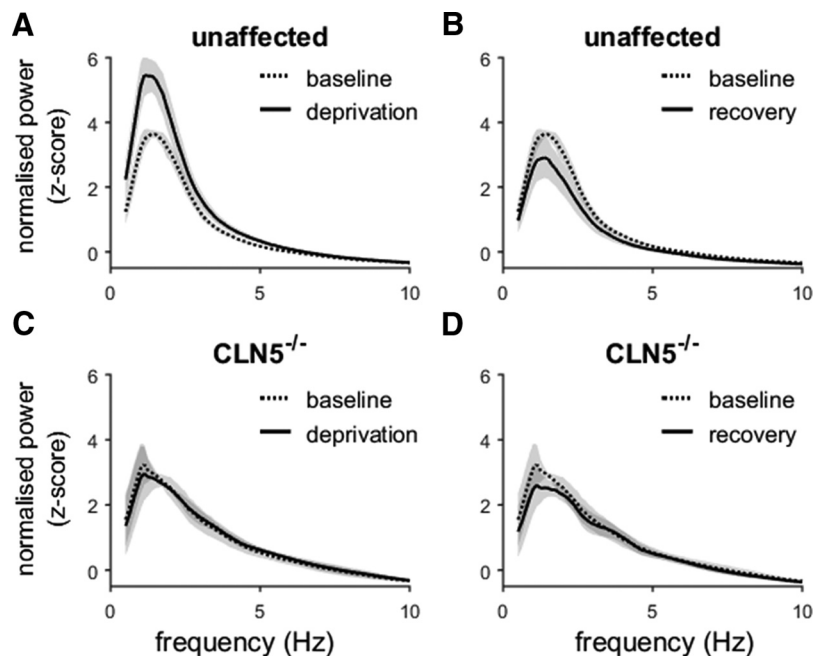 A
unaffected
baseline
deprivation
normalised power
(z-score)
6
4
2
0
0
5
10
B
unaffected
baseline
recovery
6
4
2
0
0
5
10
C
CLN5-/-
baseline
deprivation
normalised power
(z-score)
6
4
2
0
0
5
10
frequency (Hz)
D
CLN5-/-
baseline
recovery
6
4
2
0
0
5
10
frequency (Hz)